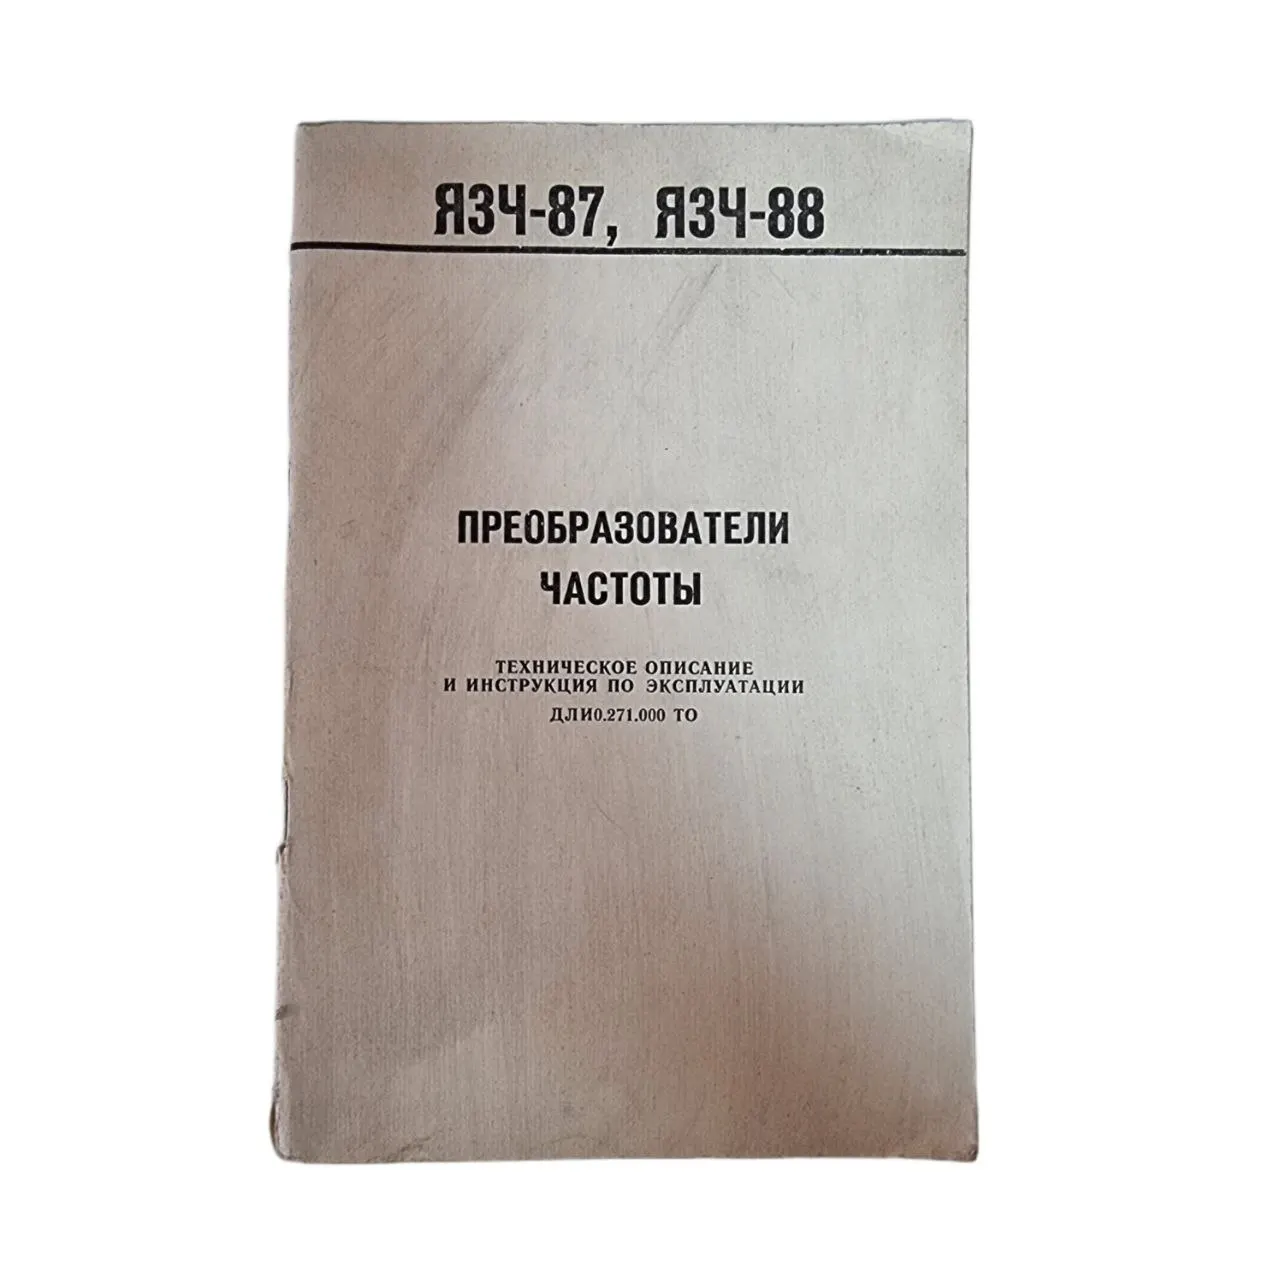 ЯЗЧ-87, ЯЗЧ-88
ПРЕОБРАЗОВАТЕЛИ
ЧАСТОТЫ
ТЕХНИЧЕСКОЕ ОПИСАНИЕ
И ИНСТРУКЦИЯ ПО ЭКСПЛУАТАЦИИ
ДЛИ0.271.000 ТО